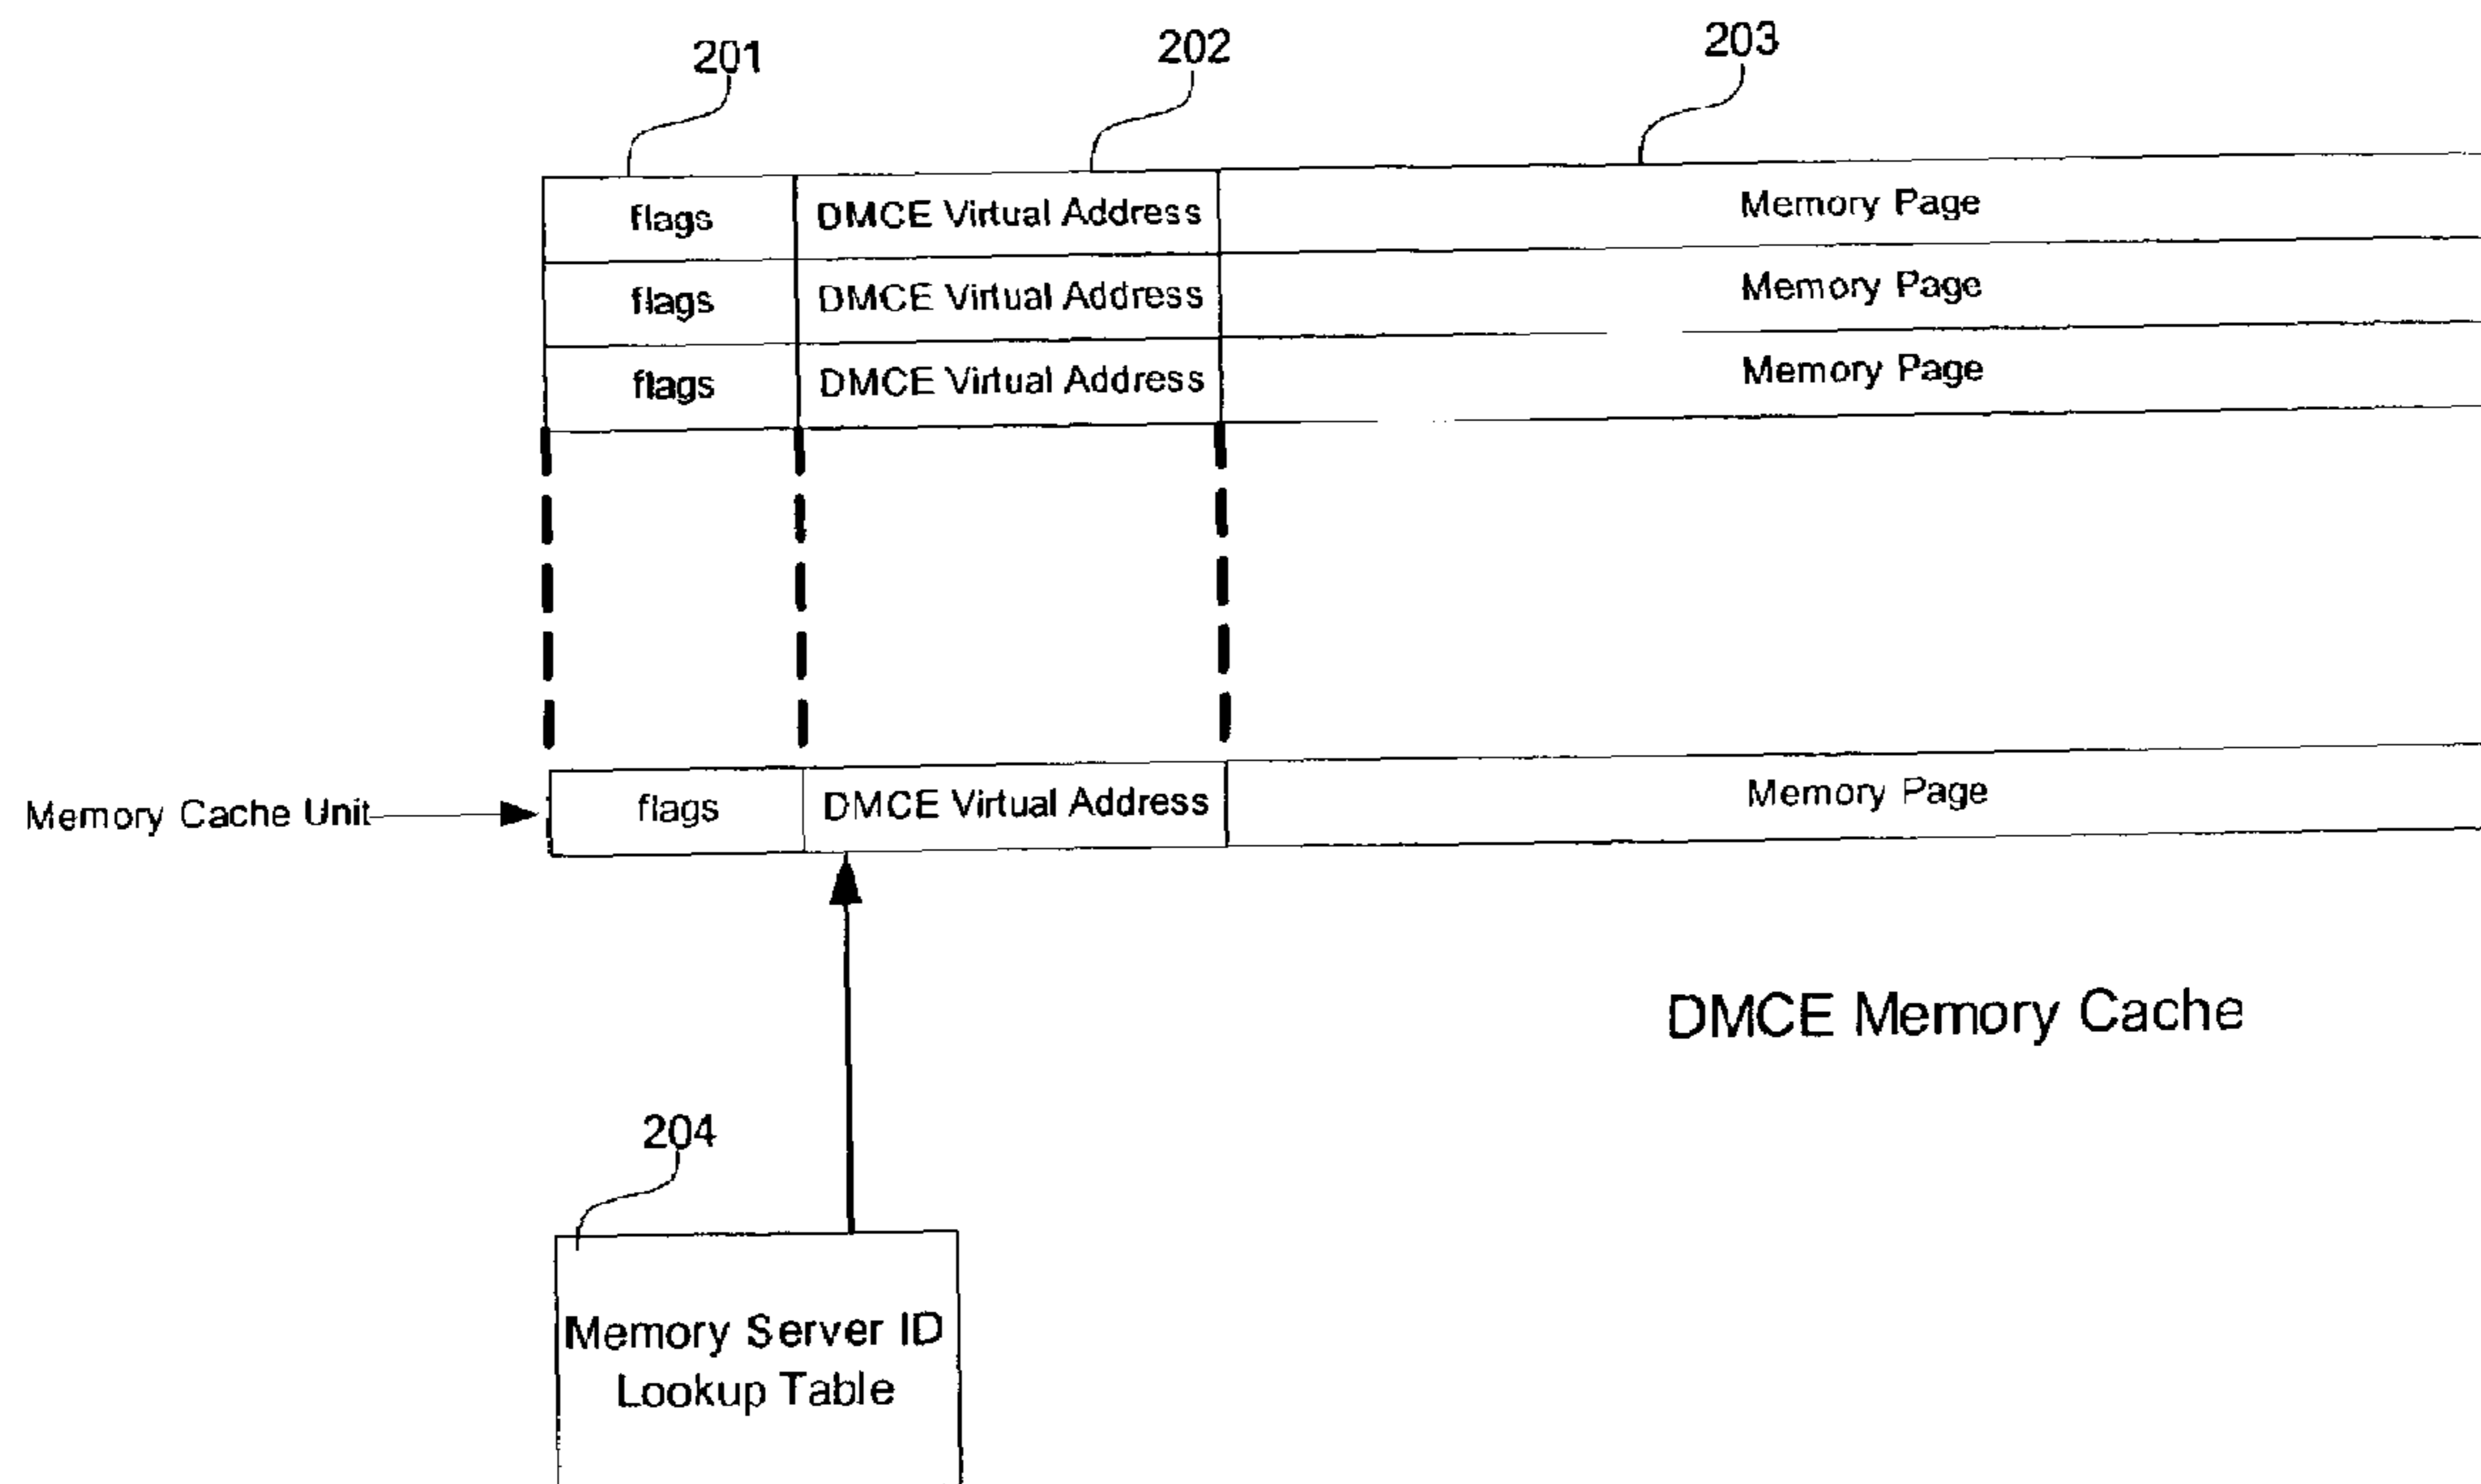 201
202
203
flags DMCE Virtual Address Memory Page
flags DMCE Virtual Address Memory Page
flags DMCE Virtual Address Memory Page
Memory Cache Unit flags DMCE Virtual Address Memory Page
DMCE Memory Cache
204
Memory Server ID
Lookup Table